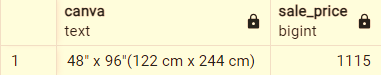 canva sale_price
text bigint
1 48" x 96"(122 cm x 244 cm) 1115